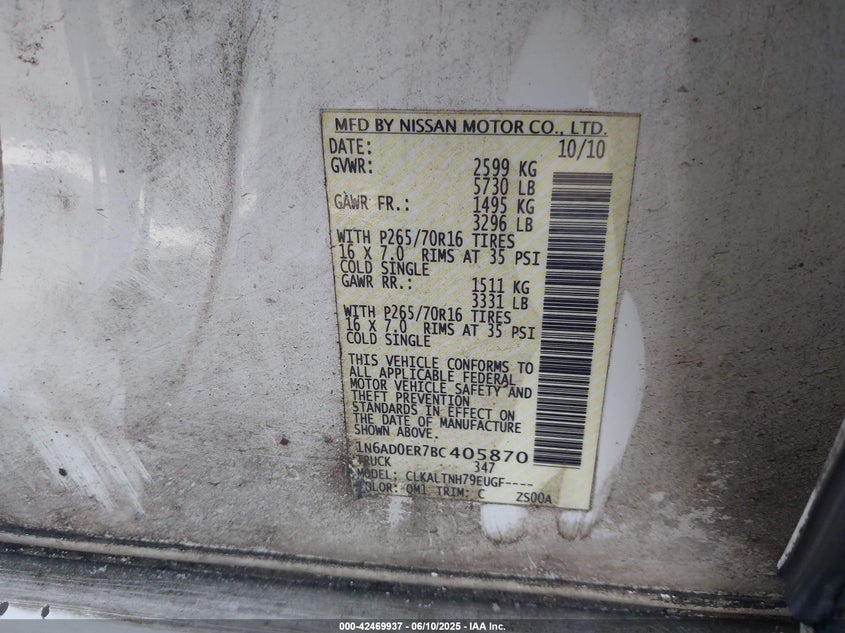 MFD BY NISSAN MOTOR CO., LTD.
DATE: 10/10
GVWR: 2599 KG
5730 LB
GAWR FR.: 1495 KG
3296 LB
WITH P265/70R16 TIRES
16 X 7.0 RIMS AT 35 PSI
COLD SINGLE
GAWR RR.: 1511 KG
3331 LB
WITH P265/70R16 TIRES
16 X 7.0 RIMS AT 35 PSI
COLD SINGLE
THIS VEHICLE CONFORMS TO
ALL APPLICABLE FEDERAL
MOTOR VEHICLE SAFETY AND
THEFT PREVENTION
STANDARDS IN EFFECT ON
THE DATE OF MANUFACTURE
SHOWN ABOVE.
1N6AD0ER7BC405870
TRUCK 347
MODEL: CLKALTNH79EUGF----
COLOR: QM1 TRIM: C ZS00A
000-42469937 - 06/10/2025 - IAA Inc.